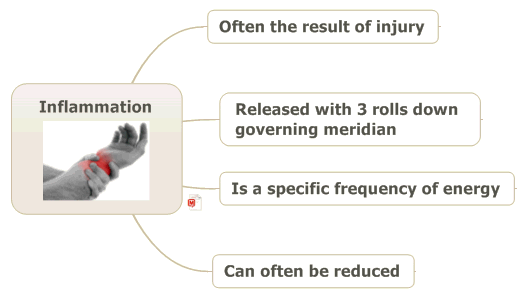 Often the result of injury
Inflammation
Released with 3 rolls down
governing meridian
Is a specific frequency of energy
Can often be reduced